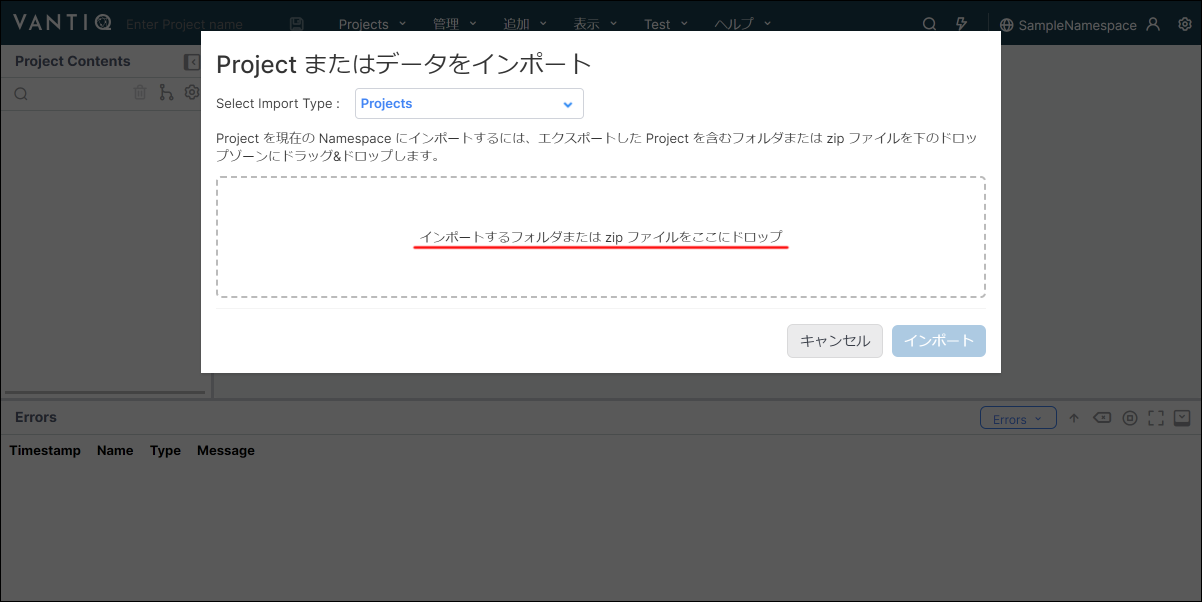 VANTIQ Enter Project name Projects 管理 追加 表示 Test ヘルプ SampleNamespace
Project Contents
Project またはデータをインポート
Select Import Type : Projects
Project を現在の Namespace にインポートするには、エクスポートした Project を含むフォルダまたは zip ファイルを下のドロッ
プゾーンにドラッグ&ドロップします。
インポートするフォルダまたは zip ファイルをここにドロップ
キャンセル インポート
Errors Errors
Timestamp Name Type Message